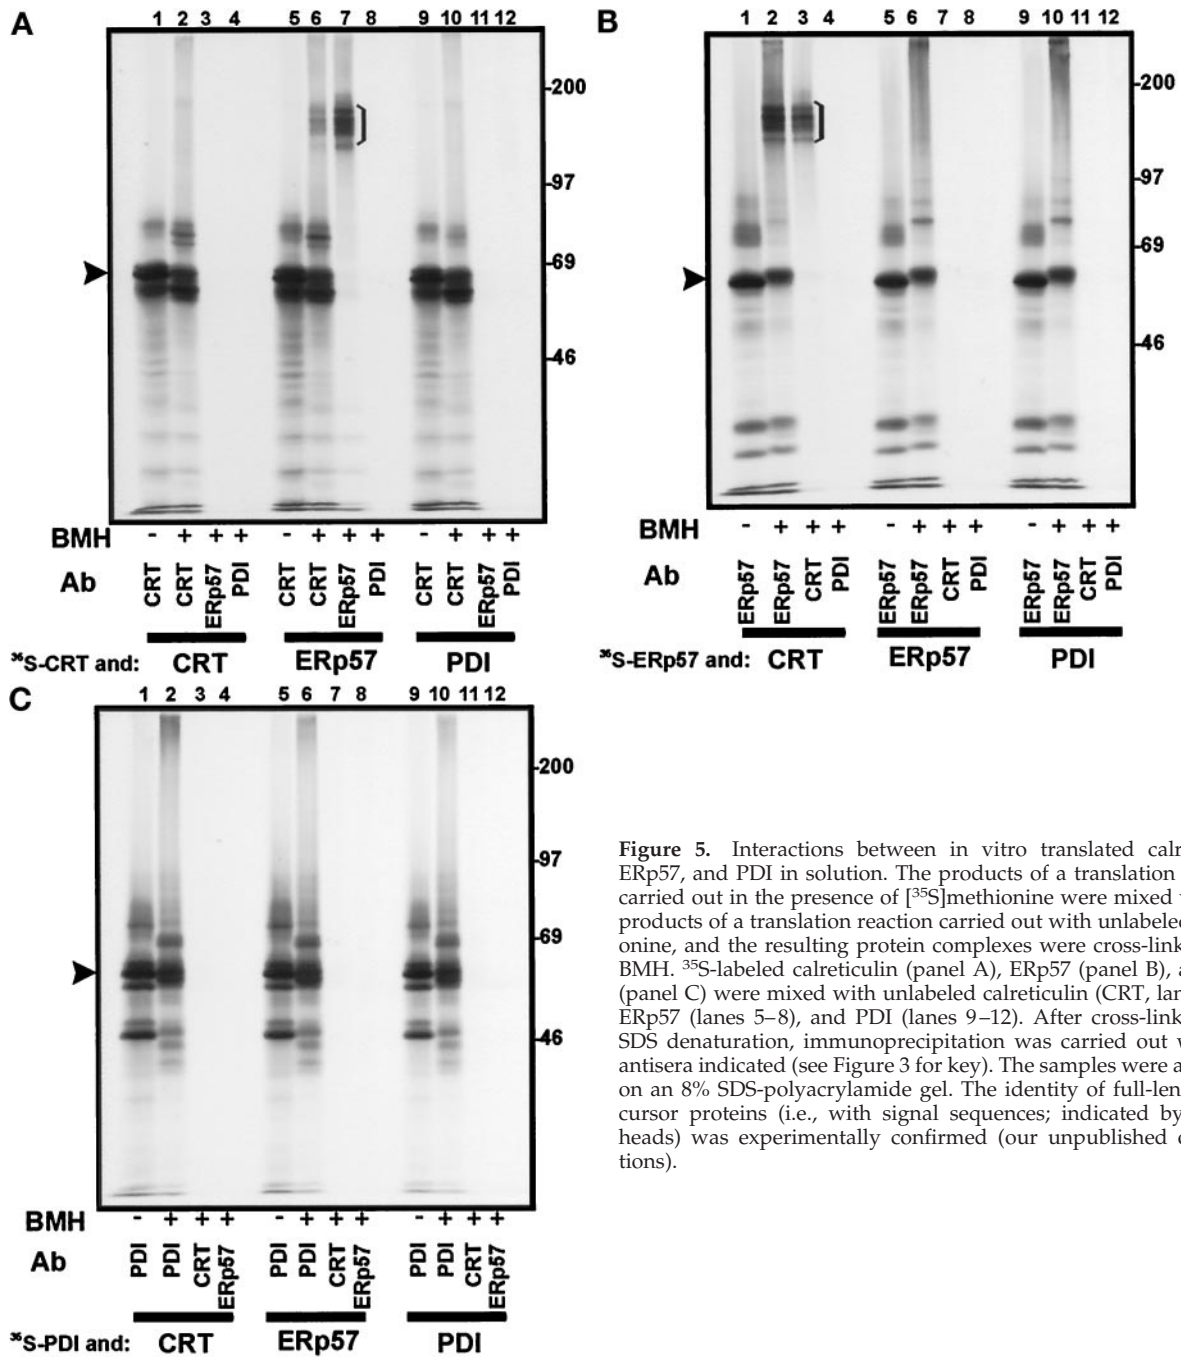 A
1 2 3 4 5 6 7 8 9 10 11 12
-200
-97
-69
-46
BMH - + + + - + + + - + + +
Ab CRT CRT ERp57 PDI CRT CRT ERp57 PDI CRT CRT ERp57 PDI
³⁶S-CRT and: CRT ERp57 PDI
B
1 2 3 4 5 6 7 8 9 10 11 12
-200
-97
-69
-46
BMH - + + + - + + + - + + +
Ab ERp57 ERp57 CRT PDI ERp57 ERp57 CRT PDI ERp57 ERp57 CRT PDI
³⁶S-ERp57 and: CRT ERp57 PDI
C
1 2 3 4 5 6 7 8 9 10 11 12
-200
-97
-69
-46
BMH - + + + - + + + - + + +
Ab PDI PDI CRT ERp57 PDI PDI CRT ERp57 PDI PDI CRT ERp57
³⁶S-PDI and: CRT ERp57 PDI
Figure 5. Interactions between in vitro translated calr
ERp57, and PDI in solution. The products of a translation
carried out in the presence of [³⁵S]methionine were mixed
products of a translation reaction carried out with unlabeled
onine, and the resulting protein complexes were cross-link
BMH. ³⁵S-labeled calreticulin (panel A), ERp57 (panel B), a
(panel C) were mixed with unlabeled calreticulin (CRT, lan
ERp57 (lanes 5–8), and PDI (lanes 9–12). After cross-link
SDS denaturation, immunoprecipitation was carried out
antisera indicated (see Figure 3 for key). The samples were a
on an 8% SDS-polyacrylamide gel. The identity of full-len
cursor proteins (i.e., with signal sequences; indicated by
heads) was experimentally confirmed (our unpublished
tions).